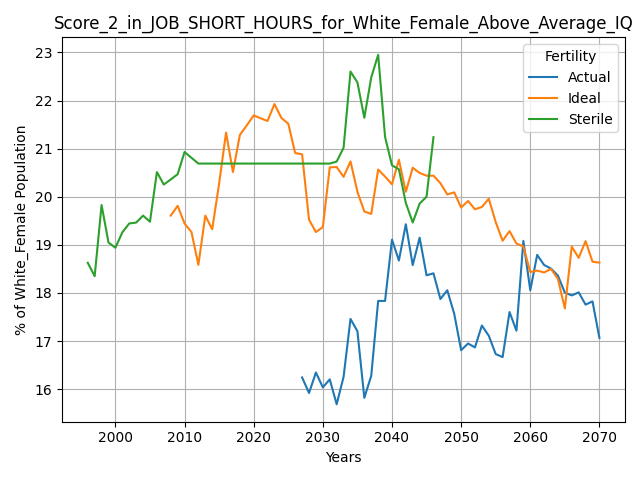 Score_2_in_JOB_SHORT_HOURS_for_White_Female_Above_Average_IQ
Fertility
Actual
Ideal
Sterile
% of White_Female Population
23
22
21
20
19
18
17
16
2000
2010
2020
2030
2040
2050
2060
2070
Years